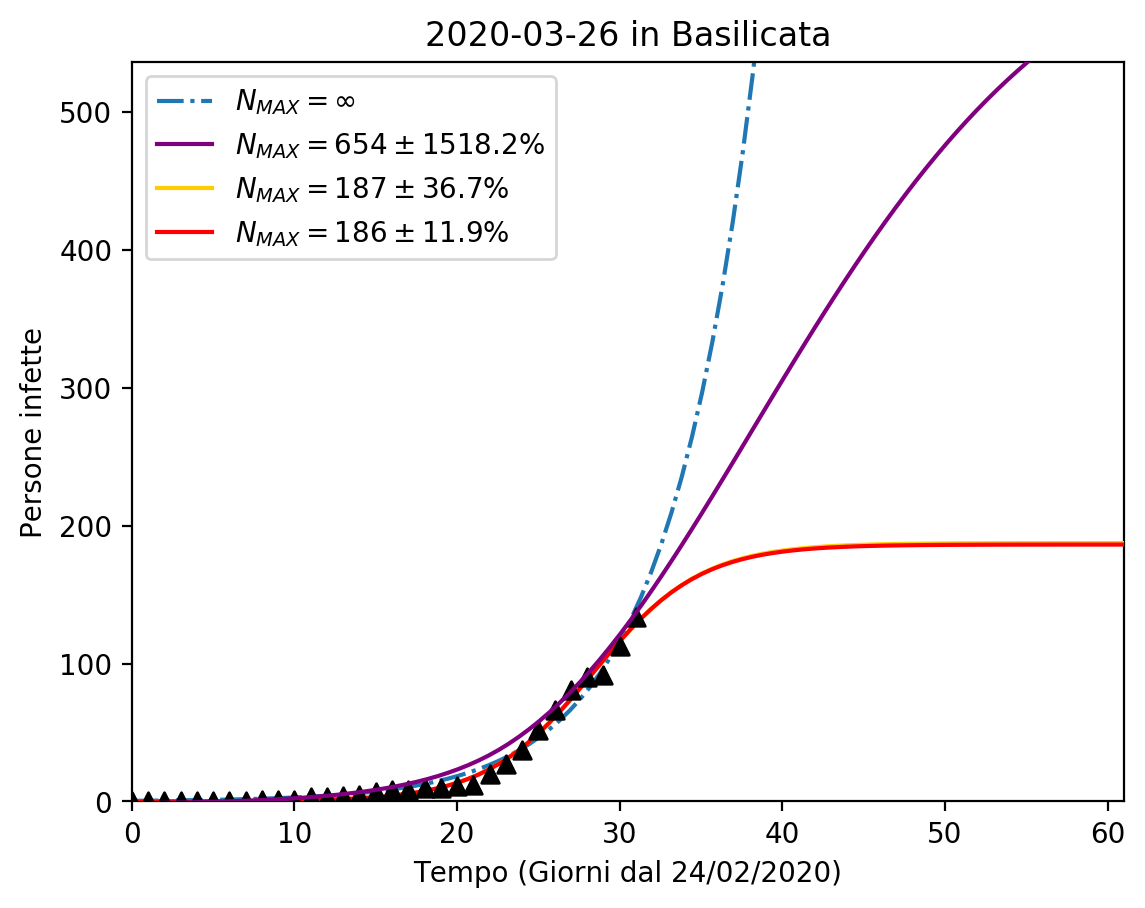 2020-03-26 in Basilicata
N_MAX = ∞
N_MAX = 654 ± 1518.2%
N_MAX = 187 ± 36.7%
N_MAX = 186 ± 11.9%
Persone infette
500
400
300
200
100
0
0 10 20 30 40 50 60
Tempo (Giorni dal 24/02/2020)